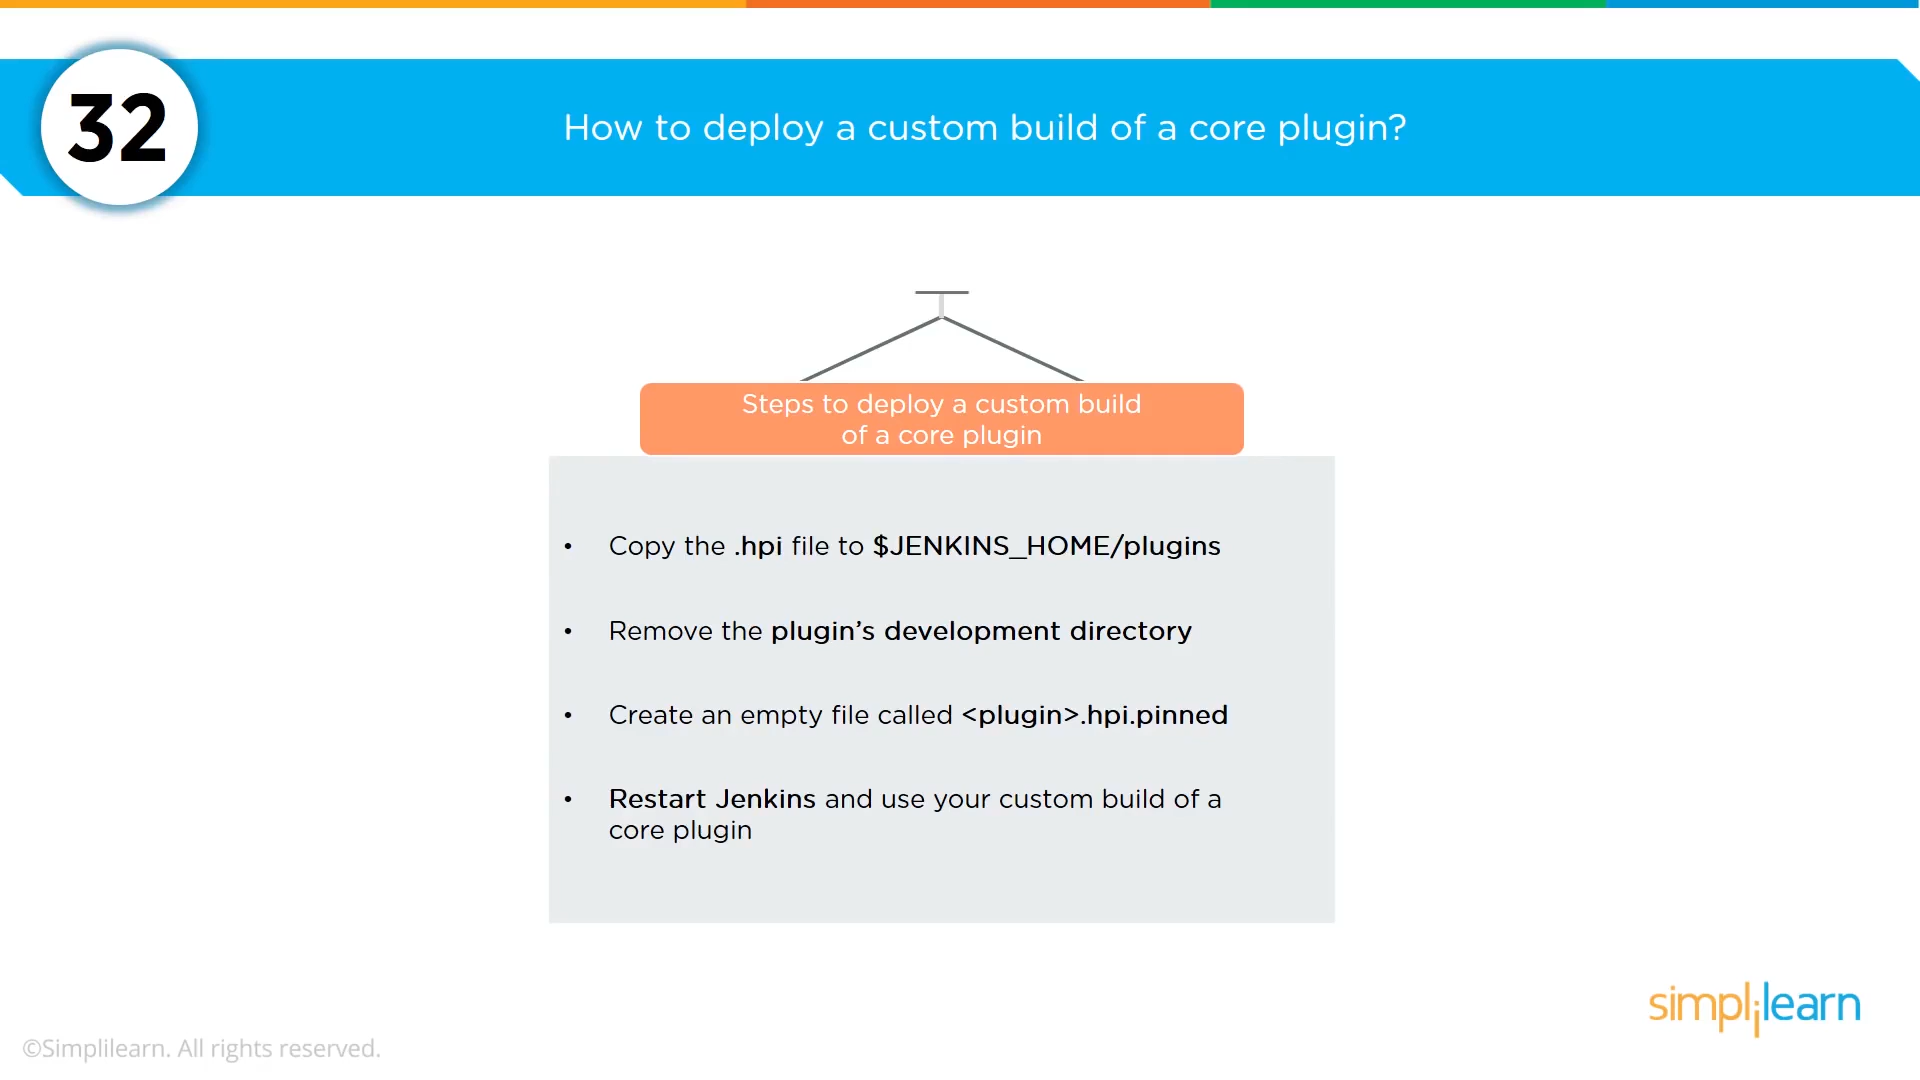 32
How to deploy a custom build of a core plugin?
Steps to deploy a custom build
of a core plugin
• Copy the .hpi file to $JENKINS_HOME/plugins
• Remove the plugin’s development directory
• Create an empty file called <plugin>.hpi.pinned
• Restart Jenkins and use your custom build of a
core plugin
simplilearn
©Simplilearn. All rights reserved.